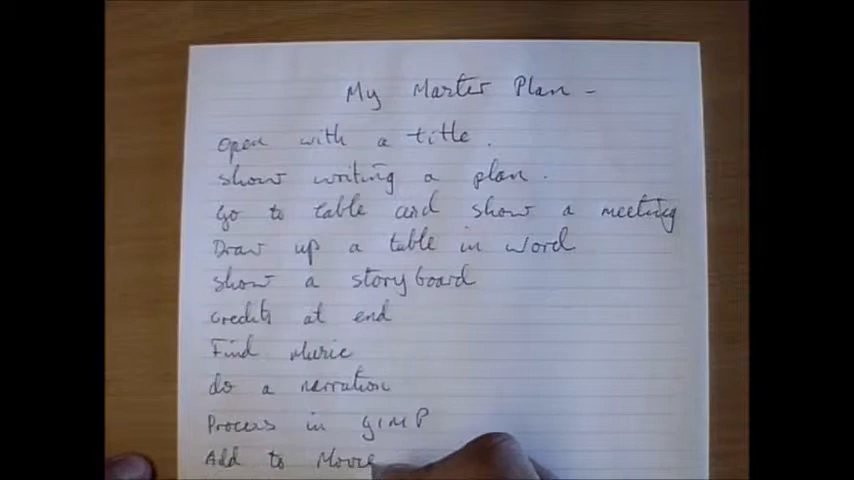 My Master Plan -
Open with a title.
show writing a plan.
Go to table and show a meeting
Draw up a table in Word
show a storyboard
credits at end
Find Music
do a narration
Process in GIMP
Add to Movie